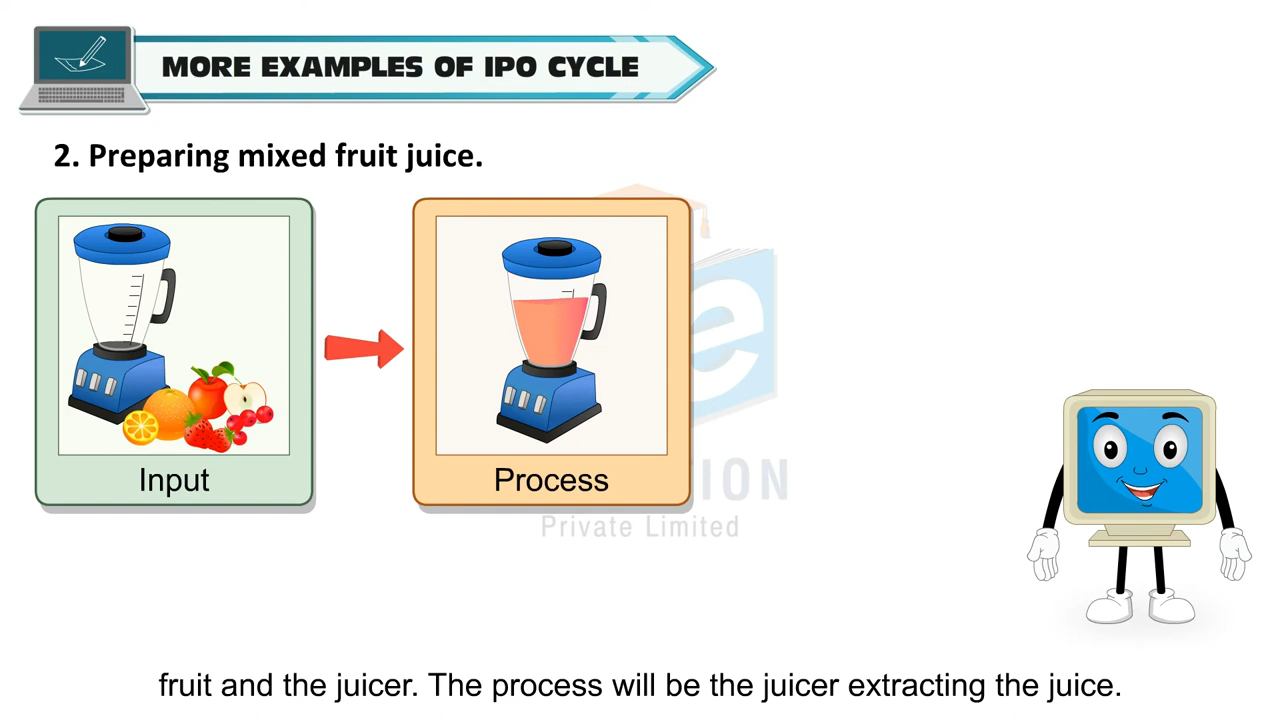 MORE EXAMPLES OF IPO CYCLE
2. Preparing mixed fruit juice.
Input
Process
e
Private Limited
fruit and the juicer. The process will be the juicer extracting the juice.